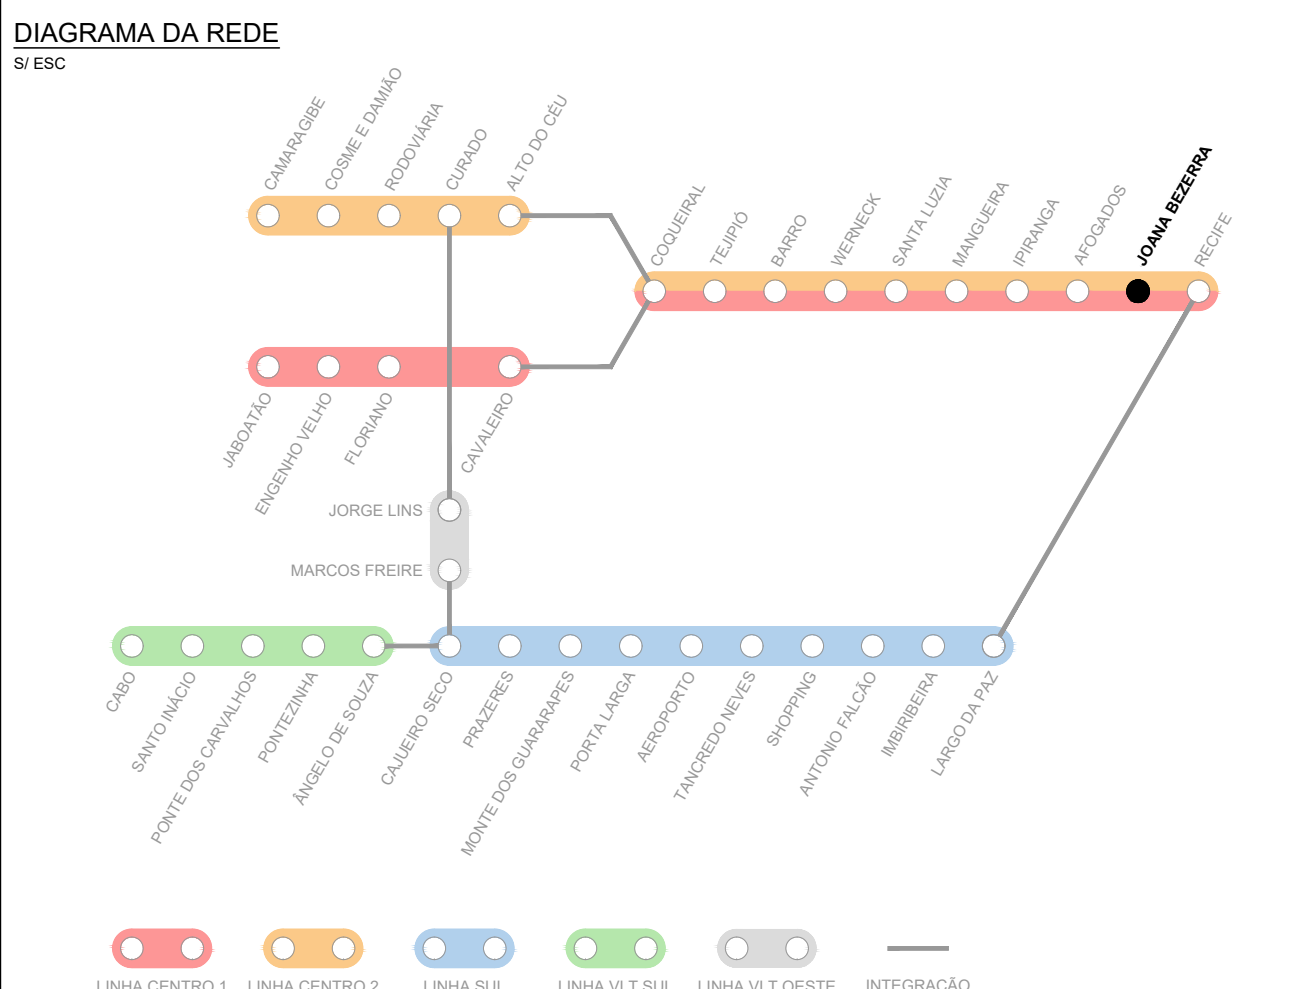 DIAGRAMA DA REDE
S/ ESC
CAMARAGIBE
COSME E DAMIÃO
RODOVIÁRIA
CURADO
ALTO DO CÉU
COQUEIRAL
TEJIPIÓ
BARRO
WERNECK
SANTA LUZIA
MANGUEIRA
IPIRANGA
AFOGADOS
JOANA BEZERRA
RECIFE
JABOATÃO
ENGENHO VELHO
FLORIANO
CAVALEIRO
JORGE LINS
MARCOS FREIRE
CABO
SANTO INÁCIO
PONTE DOS CARVALHOS
PONTEZINHA
ÂNGELO DE SOUZA
CAJUEIRO SECO
PRAZERES
MONTE DOS GUARARAPES
PORTA LARGA
AEROPORTO
TANCREDO NEVES
SHOPPING
ANTONIO FALCÃO
IMBIRIBEIRA
LARGO DA PAZ
LINHA CENTRO 1
LINHA CENTRO 2
LINHA SUL
LINHA VLT SUL
LINHA VLT OESTE
INTEGRAÇÃO